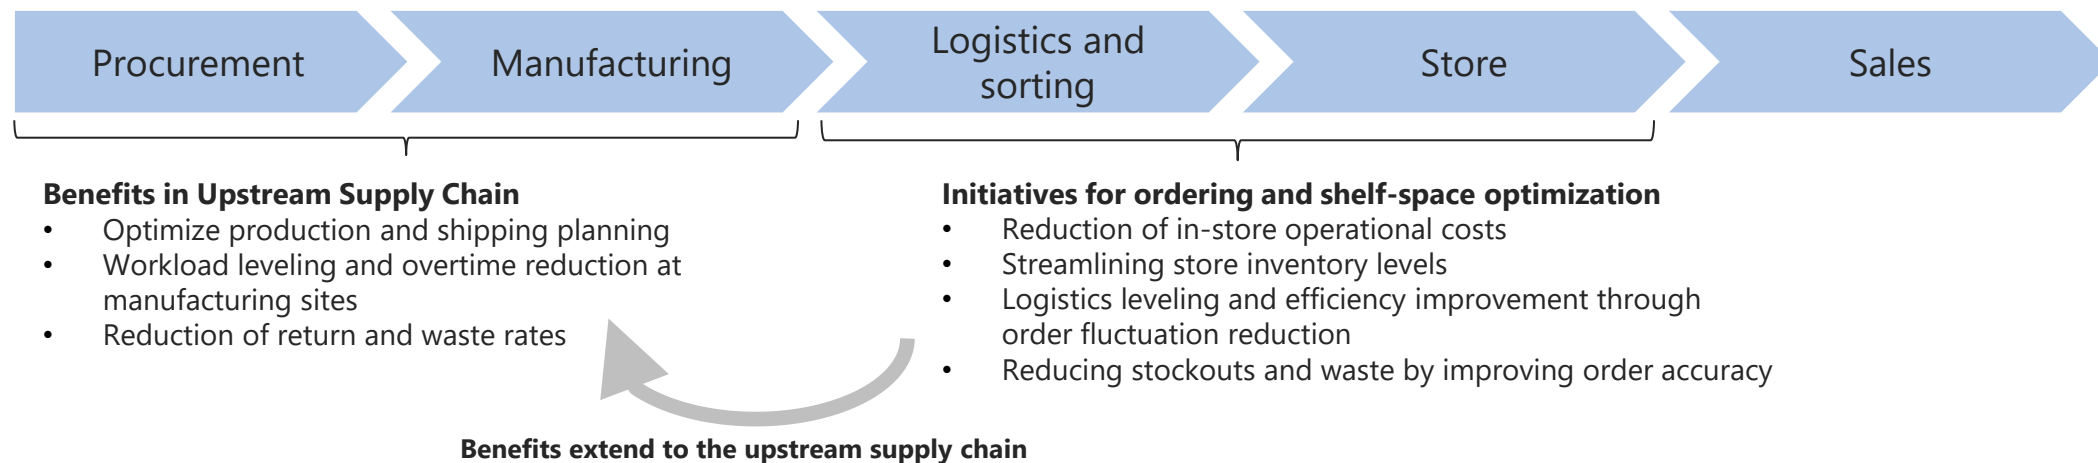 Procurement
Manufacturing
Logistics and
sorting
Store
Sales
Benefits in Upstream Supply Chain
• Optimize production and shipping planning
• Workload leveling and overtime reduction at
manufacturing sites
• Reduction of return and waste rates
Initiatives for ordering and shelf-space optimization
• Reduction of in-store operational costs
• Streamlining store inventory levels
• Logistics leveling and efficiency improvement through
order fluctuation reduction
• Reducing stockouts and waste by improving order accuracy
Benefits extend to the upstream supply chain